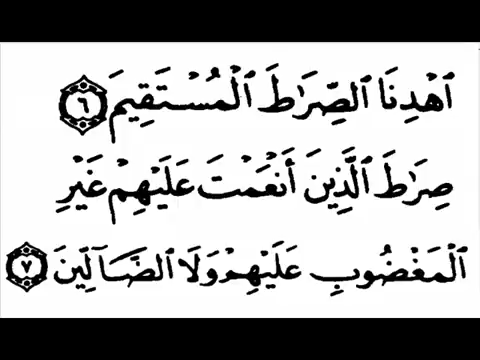 ٱهْدِنَا ٱلصِّرَٰطَ ٱلْمُسْتَقِيمَ ٦
صِرَٰطَ ٱلَّذِينَ أَنْعَمْتَ عَلَيْهِمْ غَيْرِ
ٱلْمَغْضُوبِ عَلَيْهِمْ وَلَا ٱلضَّآلِّينَ ٧